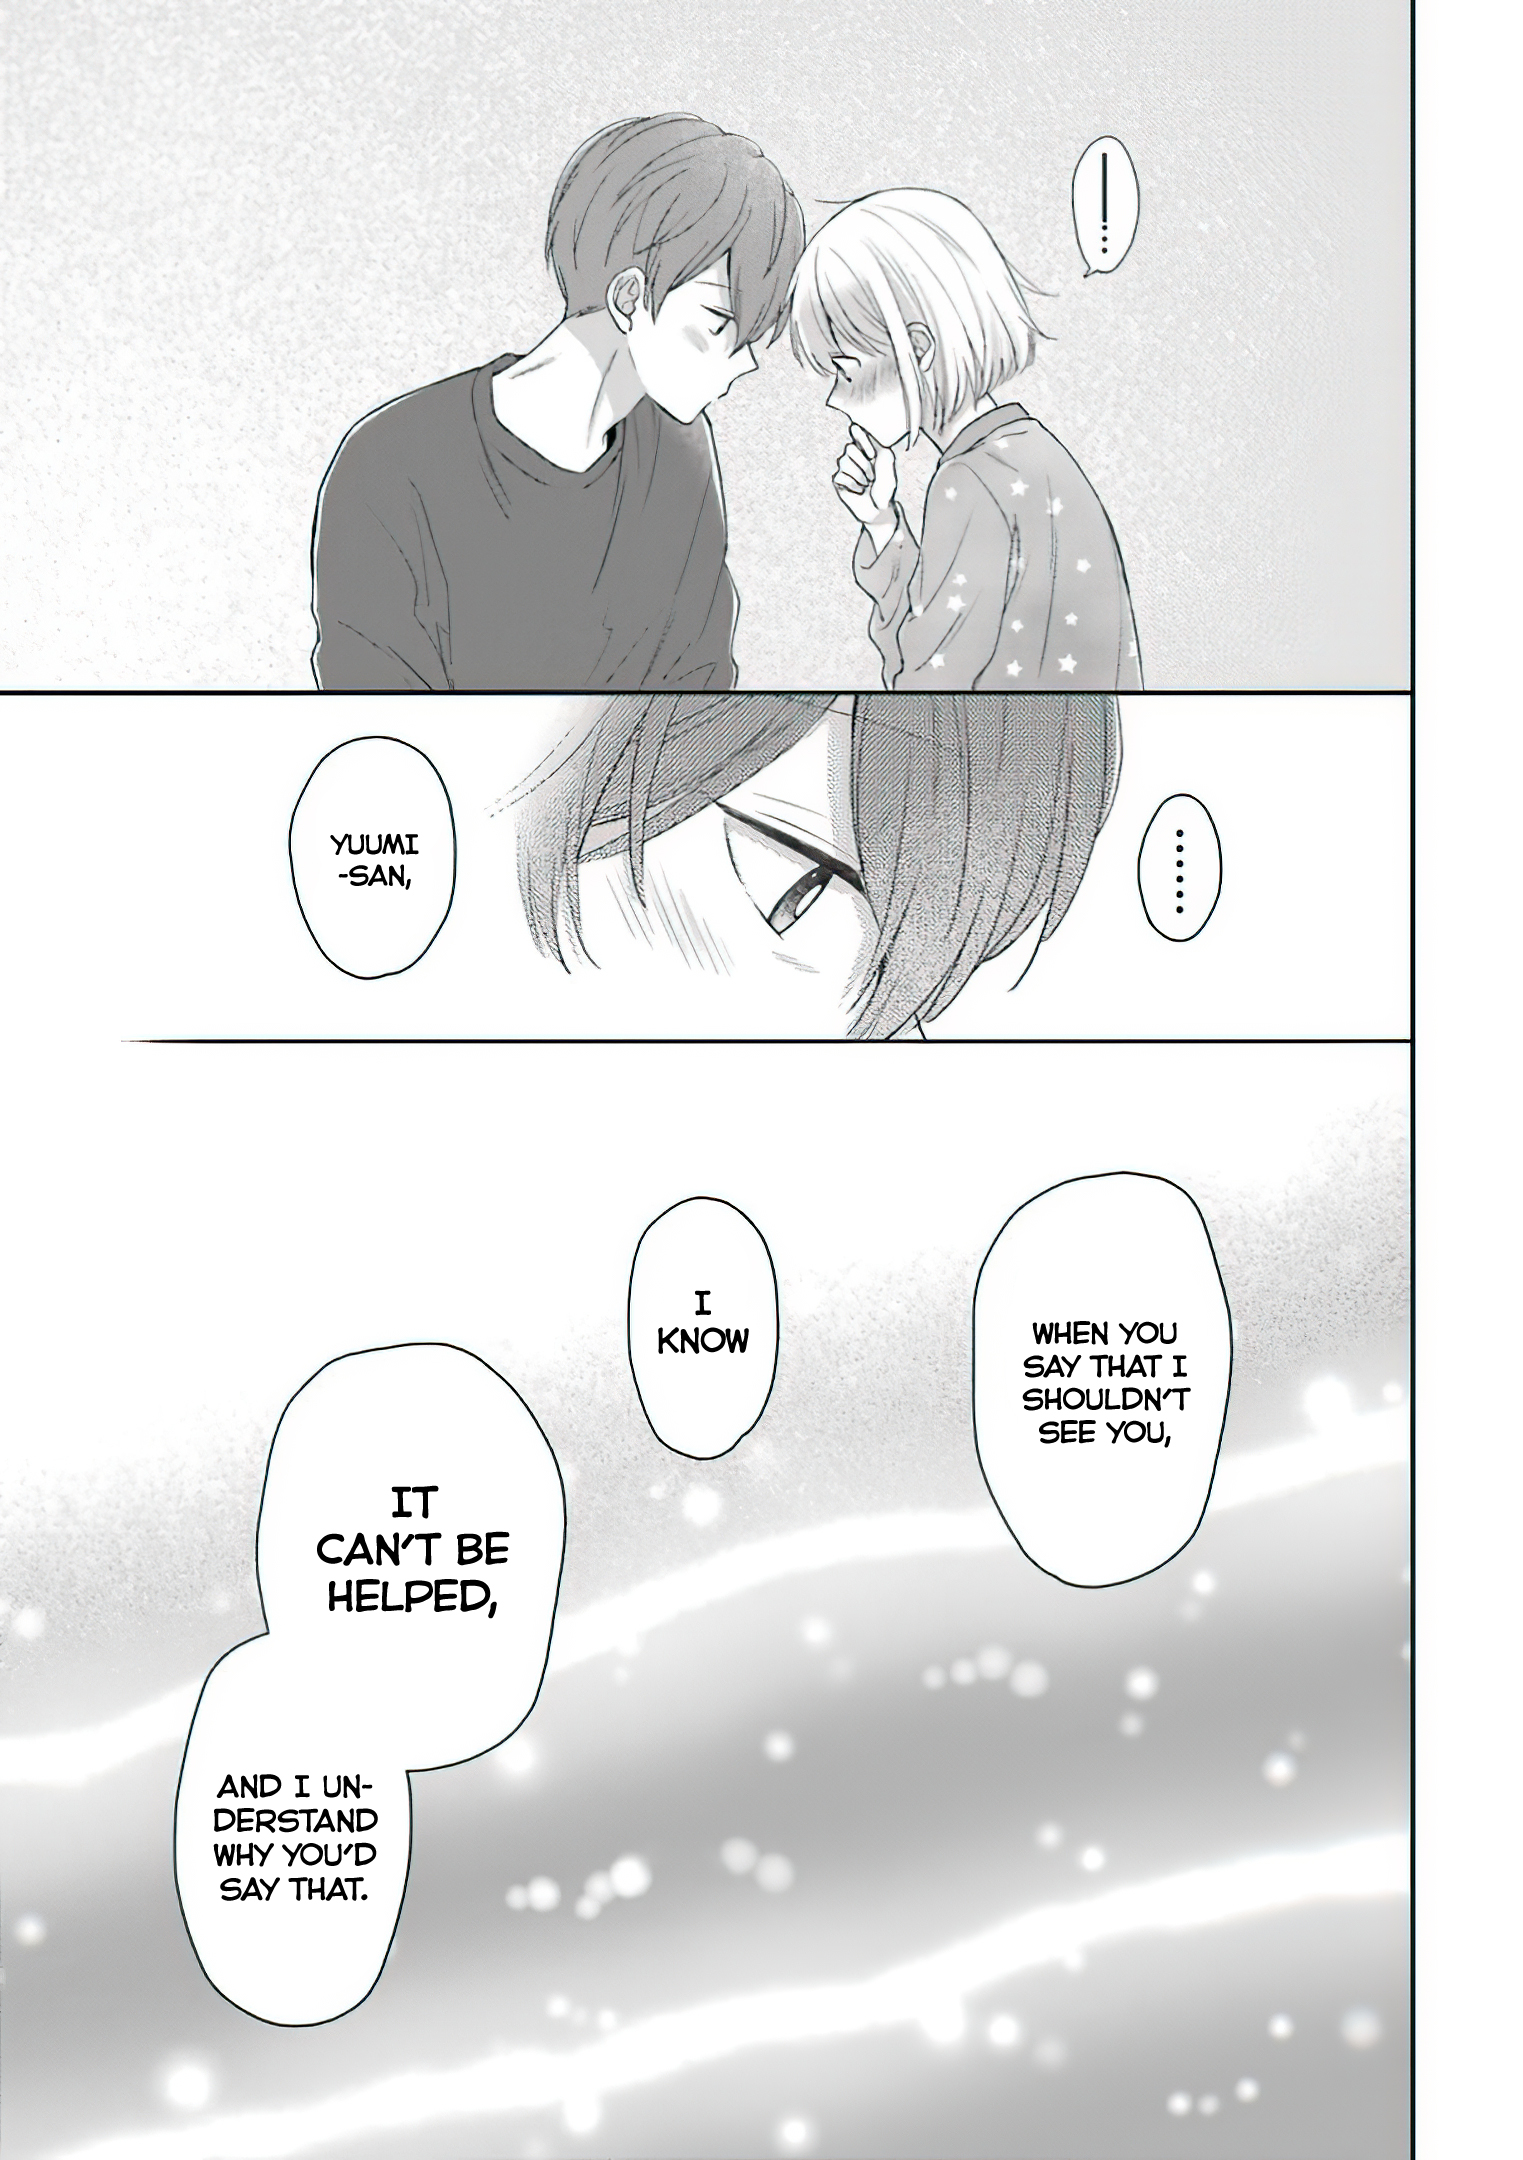 YUUMI
-SAN,
WHEN YOU
SAY THAT I
SHOULDN'T
SEE YOU,
I
KNOW
IT
CAN'T BE
HELPED,
AND I UN-
DERSTAND
WHY YOU'D
SAY THAT.